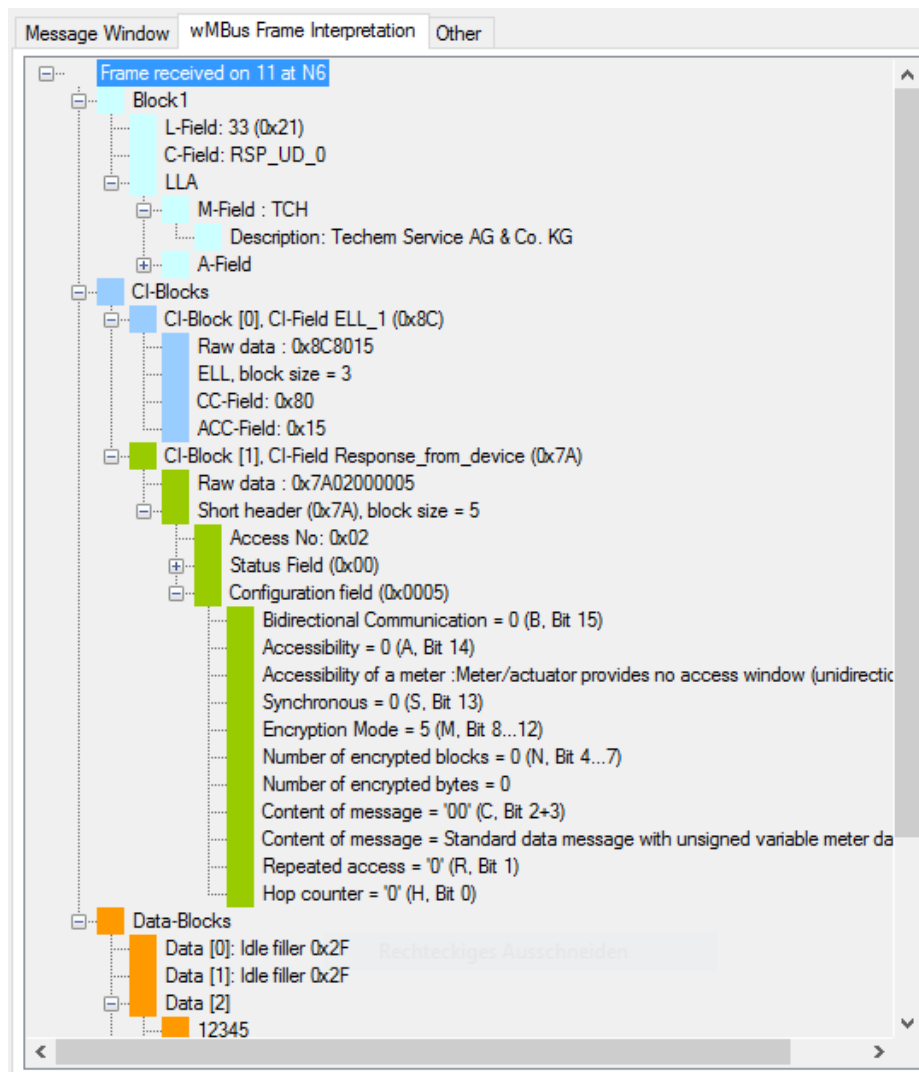 Message Window
wMBus Frame Interpretation
Other
Frame received on 11 at N6
Block1
L-Field: 33 (0x21)
C-Field: RSP_UD_0
LLA
M-Field : TCH
Description: Techem Service AG & Co. KG
A-Field
CI-Blocks
CI-Block [0], CI-Field ELL_1 (0x8C)
Raw data : 0x8C8015
ELL, block size = 3
CC-Field: 0x80
ACC-Field: 0x15
CI-Block [1], CI-Field Response_from_device (0x7A)
Raw data : 0x7A02000005
Short header (0x7A), block size = 5
Access No: 0x02
Status Field (0x00)
Configuration field (0x0005)
Bidirectional Communication = 0 (B, Bit 15)
Accessibility = 0 (A, Bit 14)
Accessibility of a meter :Meter/actuator provides no access window (unidirectic
Synchronous = 0 (S, Bit 13)
Encryption Mode = 5 (M, Bit 8...12)
Number of encrypted blocks = 0 (N, Bit 4...7)
Number of encrypted bytes = 0
Content of message = '00' (C, Bit 2+3)
Content of message = Standard data message with unsigned variable meter da
Repeated access = '0' (R, Bit 1)
Hop counter = '0' (H, Bit 0)
Data-Blocks
Data [0]: Idle filler 0x2F
Rechteckiges Ausschneiden
Data [1]: Idle filler 0x2F
Data [2]
12345